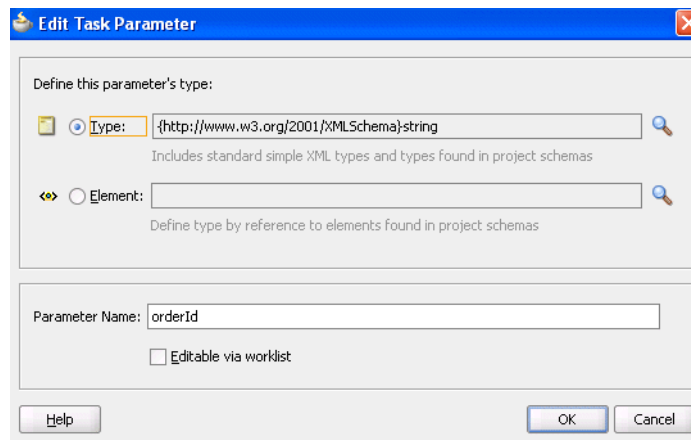 Edit Task Parameter
Define this parameter's type:
Type: {http://www.w3.org/2001/XMLSchema}string
Includes standard simple XML types and types found in project schemas
Element:
Define type by reference to elements found in project schemas
Parameter Name: orderId
Editable via worklist
Help OK Cancel